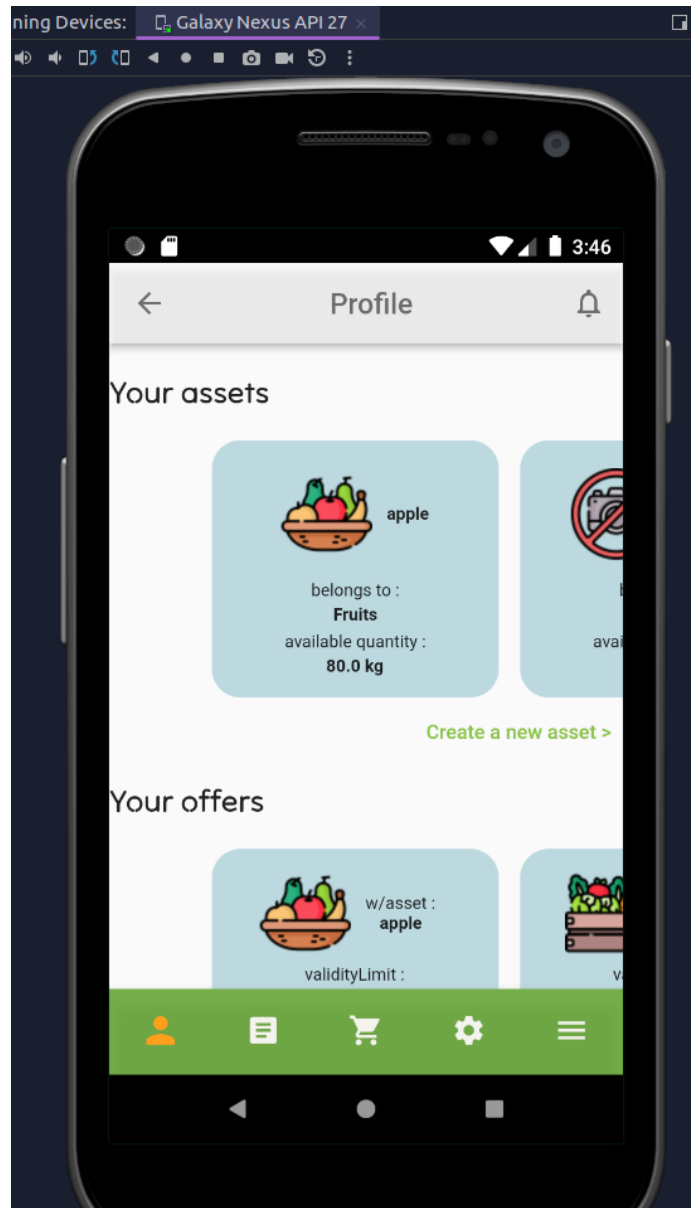 ning Devices: Galaxy Nexus API 27
3:46
Profile
Your assets
apple
belongs to :
Fruits
available quantity :
80.0 kg
b
avai
Create a new asset >
Your offers
w/asset :
apple
validityLimit :
v